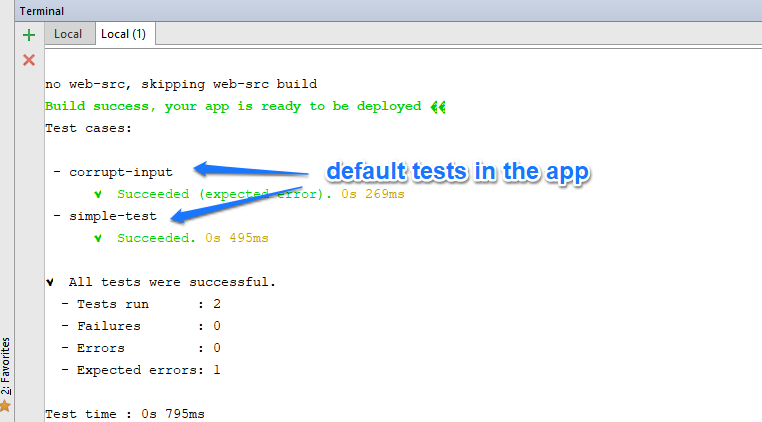 Terminal
Local Local (1)
no web-src, skipping web-src build
Build success, your app is ready to be deployed
Test cases:
- corrupt-input
default tests in the app
✔ Succeeded (expected error). 0s 269ms
- simple-test
✔ Succeeded. 0s 495ms
✔ All tests were successful.
- Tests run : 2
- Failures : 0
- Errors : 0
- Expected errors: 1
Test time : 0s 795ms
2: Favorites